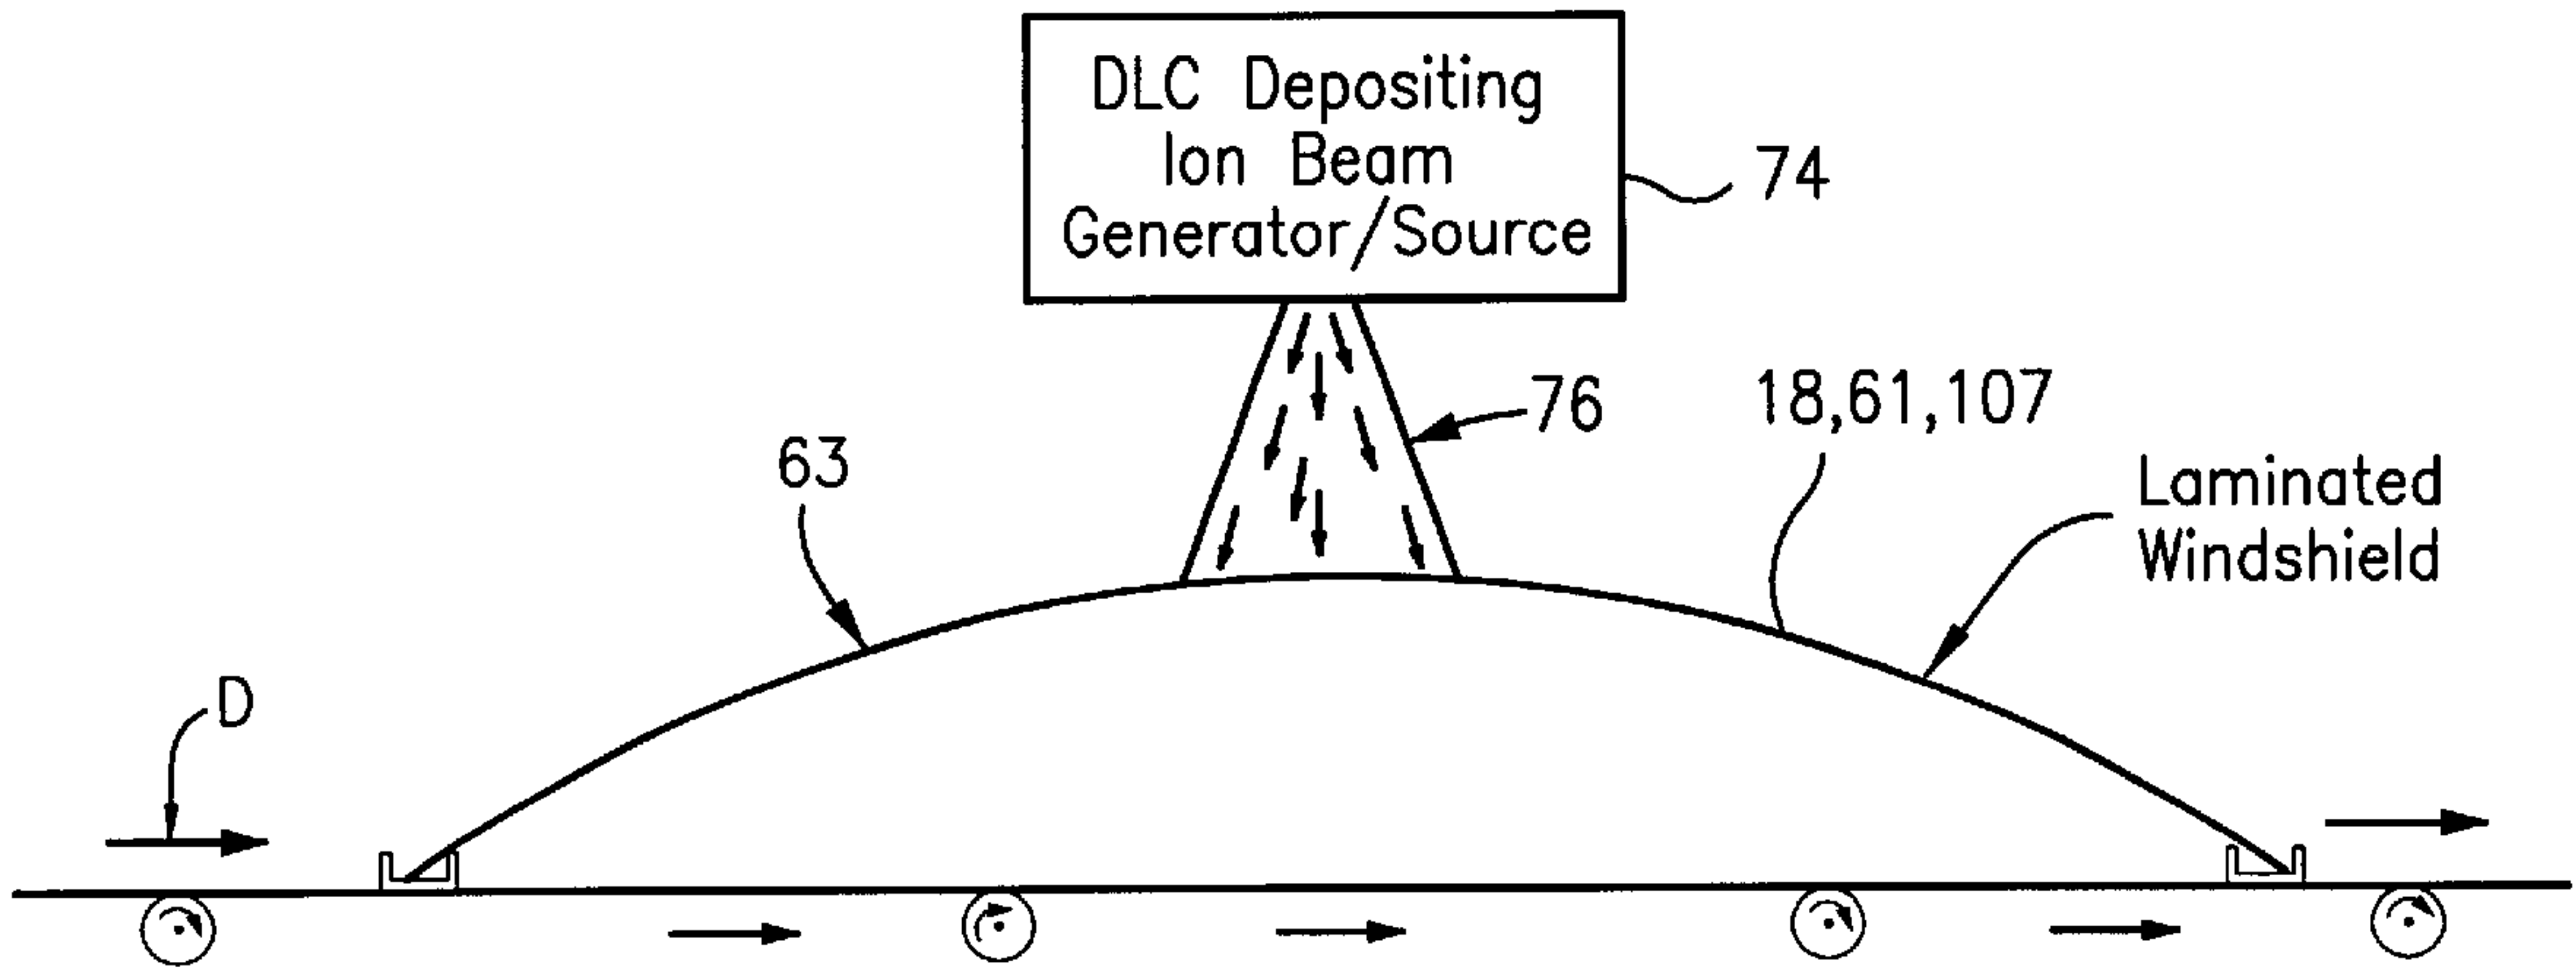 DLC Depositing
Ion Beam
Generator/Source
74
76
18,61,107
63
Laminated
Windshield
D